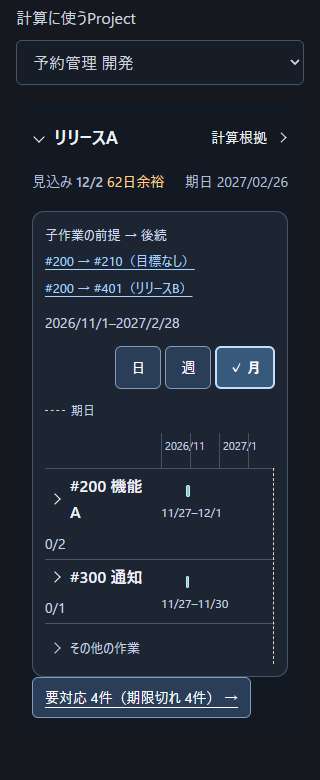 計算に使うProject
予約管理 開発
リリースA 計算根拠
見込み 12/2 62日余裕 期日 2027/02/26
子作業の前提 → 後続
#200 → #210（目標なし）
#200 → #401（リリースB）
2026/11/1–2027/2/28
日 週 ✓ 月
---- 期日
2026/11 2027/1
#200 機能
A
11/27–12/1
0/2
#300 通知
11/27–11/30
0/1
その他の作業
要対応 4件（期限切れ 4件） →